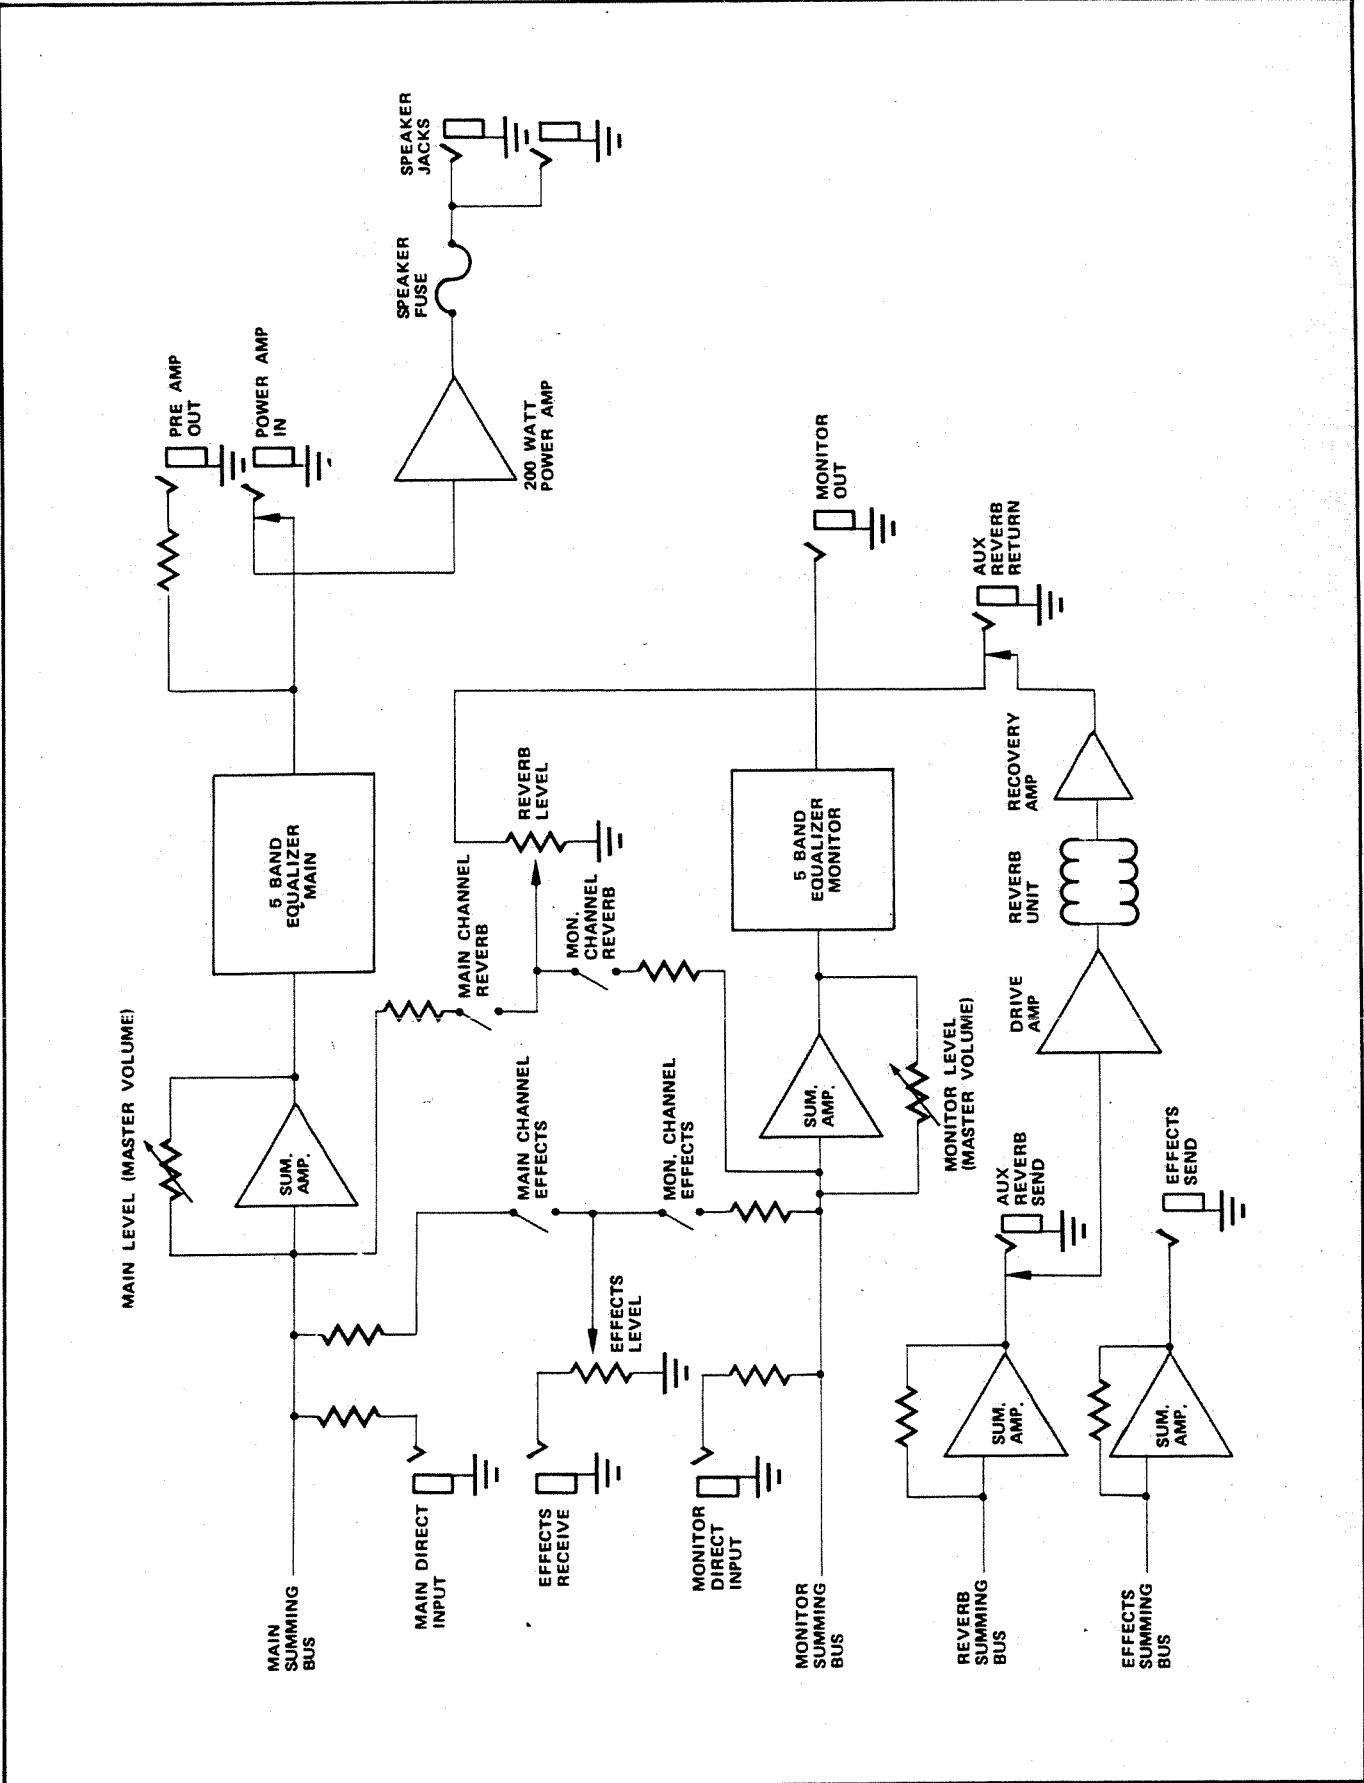 MAIN LEVEL (MASTER VOLUME)
SUM.
AMP.
5 BAND
EQUALIZER
MAIN
PRE AMP
OUT
POWER AMP
IN
MAIN
SUMMING
BUS
MAIN DIRECT
INPUT
EFFECTS
RECEIVE
EFFECTS
LEVEL
MAIN CHANNEL
EFFECTS
MON. CHANNEL
EFFECTS
MAIN CHANNEL
REVERB
MON.
CHANNEL
REVERB
REVERB
LEVEL
200 WATT
POWER AMP
SPEAKER
FUSE
SPEAKER
JACKS
MONITOR
DIRECT
INPUT
MONITOR
SUMMING
BUS
SUM.
AMP.
MONITOR LEVEL
(MASTER VOLUME)
5 BAND
EQUALIZER
MONITOR
MONITOR
OUT
REVERB
SUMMING
BUS
SUM.
AMP.
AUX
REVERB
SEND
DRIVE
AMP
REVERB
UNIT
RECOVERY
AMP
AUX
REVERB
RETURN
EFFECTS
SUMMING
BUS
SUM.
AMP.
EFFECTS
SEND